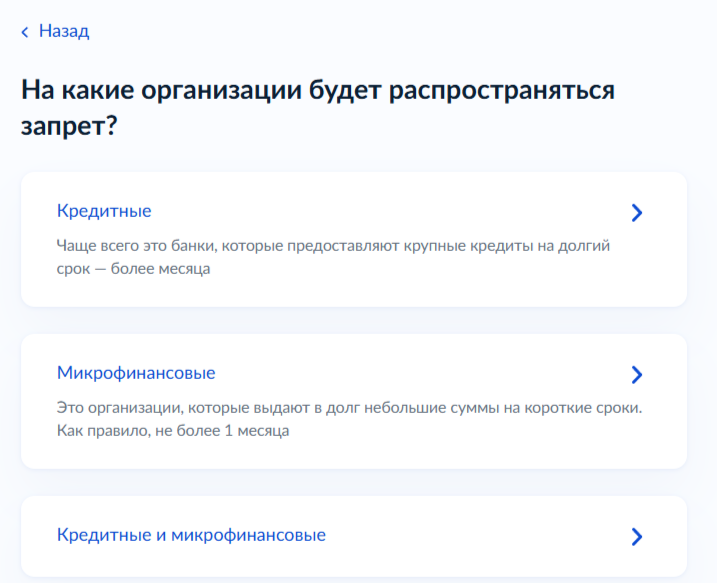 Назад
На какие организации будет распространяться
запрет?
Кредитные
Чаще всего это банки, которые предоставляют крупные кредиты на долгий
срок — более месяца
Микрофинансовые
Это организации, которые выдают в долг небольшие суммы на короткие сроки.
Как правило, не более 1 месяца
Кредитные и микрофинансовые